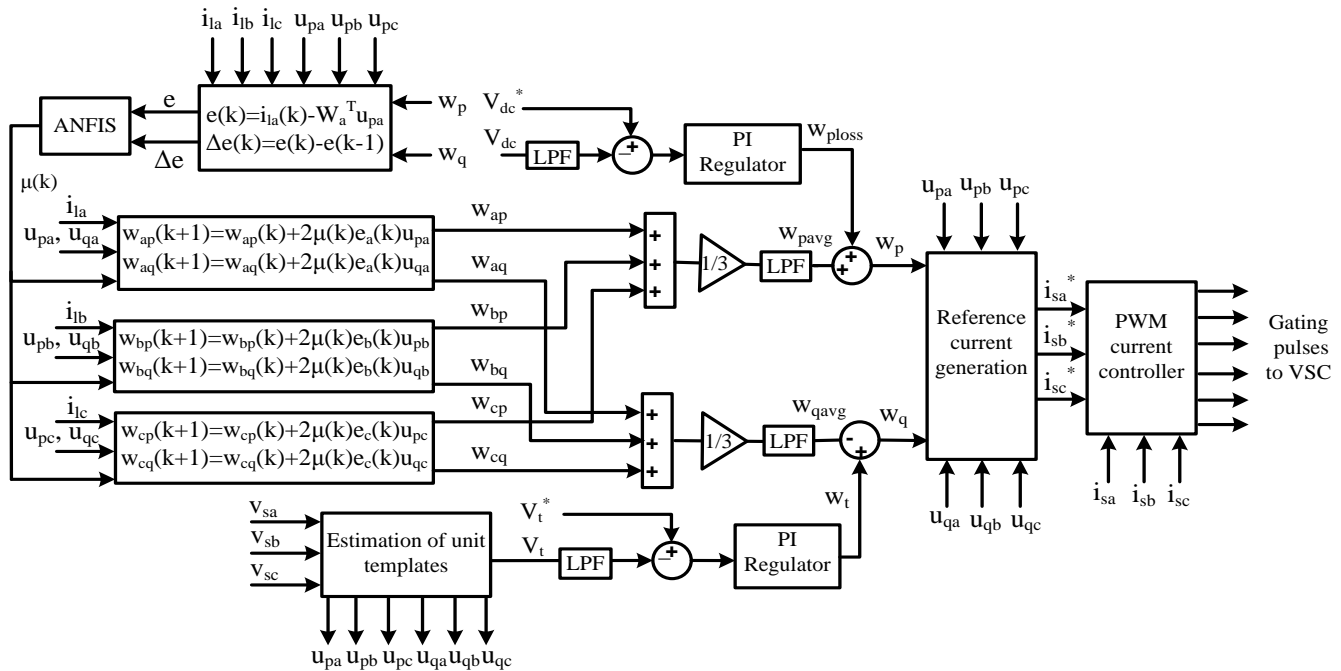 i_la i_lb i_lc u_pa u_pb u_pc
ANFIS
e
Δe
e(k)=i_la(k)-W_a^T u_pa
Δe(k)=e(k)-e(k-1)
w_p
w_q
V_dc*
V_dc
LPF
−
+
PI
Regulator
w_ploss
μ(k)
i_la
u_pa, u_qa
w_ap(k+1)=w_ap(k)+2μ(k)e_a(k)u_pa
w_aq(k+1)=w_aq(k)+2μ(k)e_a(k)u_qa
w_ap
w_aq
i_lb
u_pb, u_qb
w_bp(k+1)=w_bp(k)+2μ(k)e_b(k)u_pb
w_bq(k+1)=w_bq(k)+2μ(k)e_b(k)u_qb
w_bp
w_bq
i_lc
u_pc, u_qc
w_cp(k+1)=w_cp(k)+2μ(k)e_c(k)u_pc
w_cq(k+1)=w_cq(k)+2μ(k)e_c(k)u_qc
w_cp
w_cq
+
+
+
1/3
LPF
w_pavg
+
+
w_p
+
+
+
1/3
LPF
w_qavg
-
+
w_q
w_t
u_pa u_pb u_pc
Reference
current
generation
u_qa u_qb u_qc
i_sa*
i_sb*
i_sc*
PWM
current
controller
i_sa i_sb i_sc
Gating
pulses
to VSC
v_sa
v_sb
v_sc
Estimation of unit
templates
V_t*
V_t
LPF
−
+
PI
Regulator
u_pa u_pb u_pc u_qa u_qb u_qc